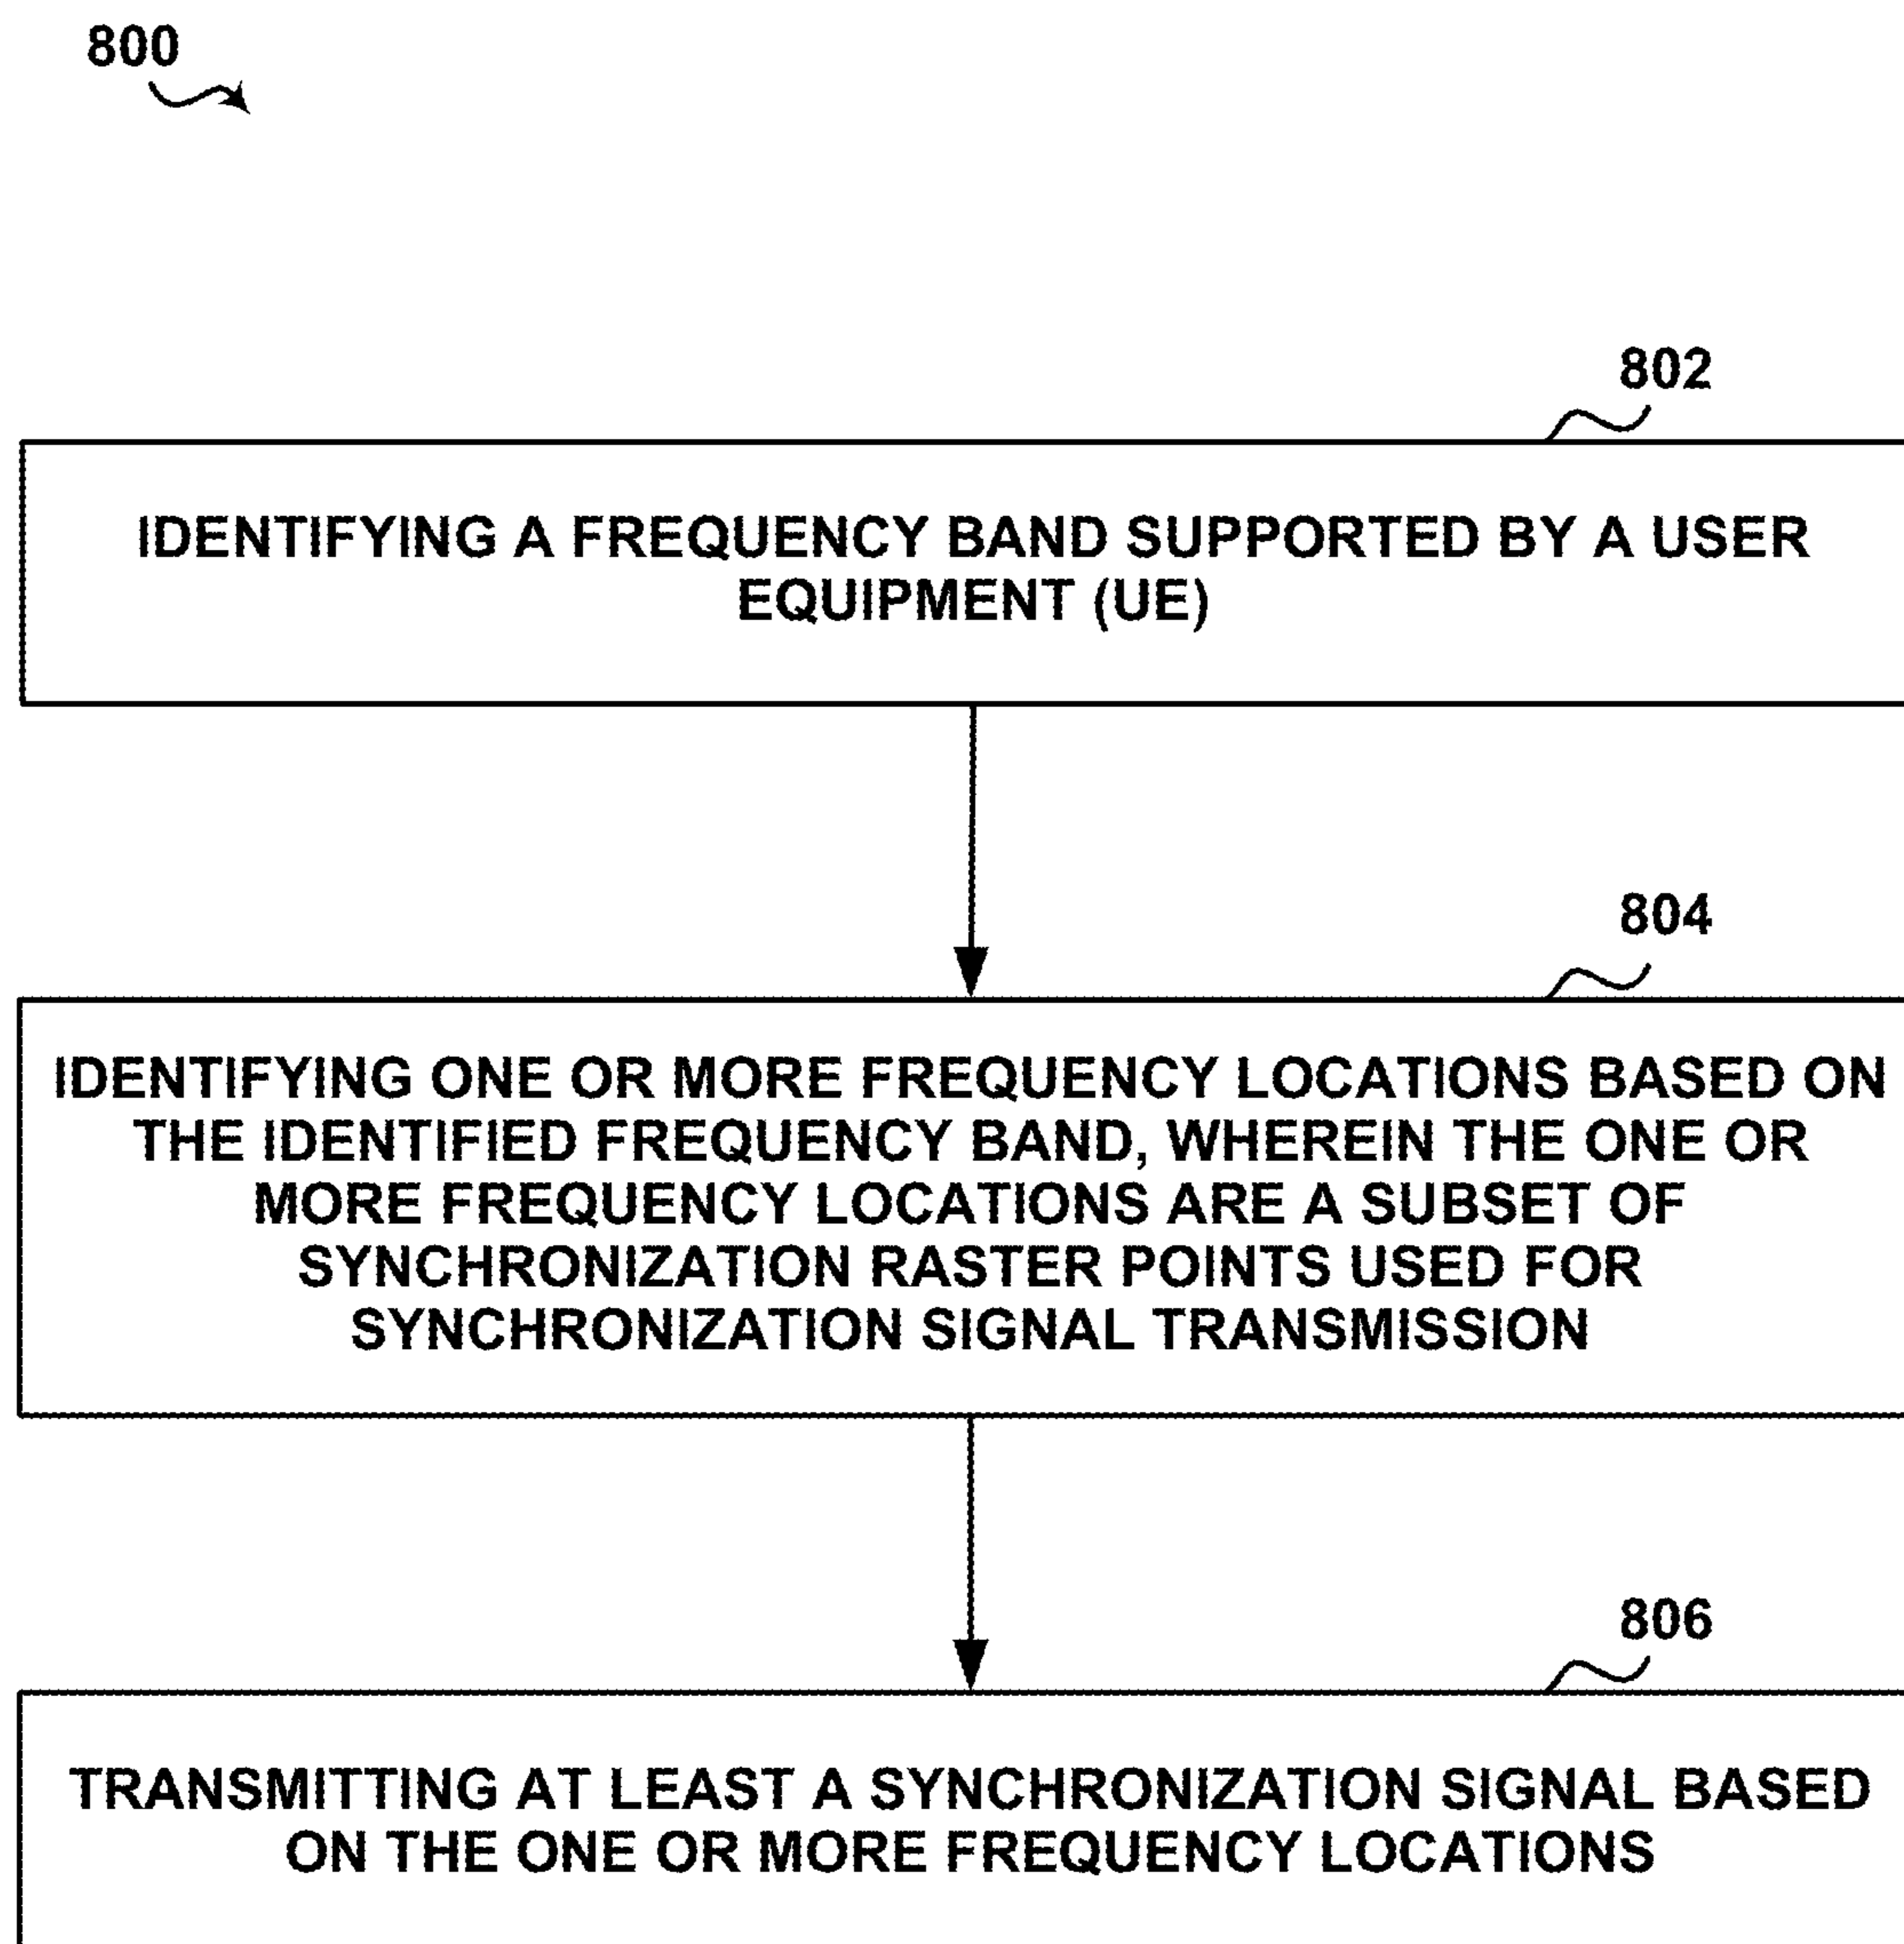 800
802
IDENTIFYING A FREQUENCY BAND SUPPORTED BY A USER
EQUIPMENT (UE)
804
IDENTIFYING ONE OR MORE FREQUENCY LOCATIONS BASED ON
THE IDENTIFIED FREQUENCY BAND, WHEREIN THE ONE OR
MORE FREQUENCY LOCATIONS ARE A SUBSET OF
SYNCHRONIZATION RASTER POINTS USED FOR
SYNCHRONIZATION SIGNAL TRANSMISSION
806
TRANSMITTING AT LEAST A SYNCHRONIZATION SIGNAL BASED
ON THE ONE OR MORE FREQUENCY LOCATIONS